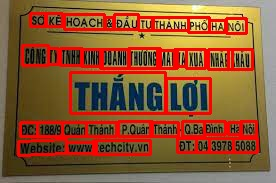 SỞ KẾ HOẠCH & ĐẦU TƯ THÀNH PHỐ HÀ NỘI
CÔNG TY TNHH KINH DOANH THƯƠNG MẠI VÀ XUẤT NHẬP KHẨU
THẮNG LỢI
ĐC: 188/9 Quán Thánh P.Quán Thánh - Q.Ba Đình Hà Nội
Website: www.techcity.vn ĐT: 04 3978 5088